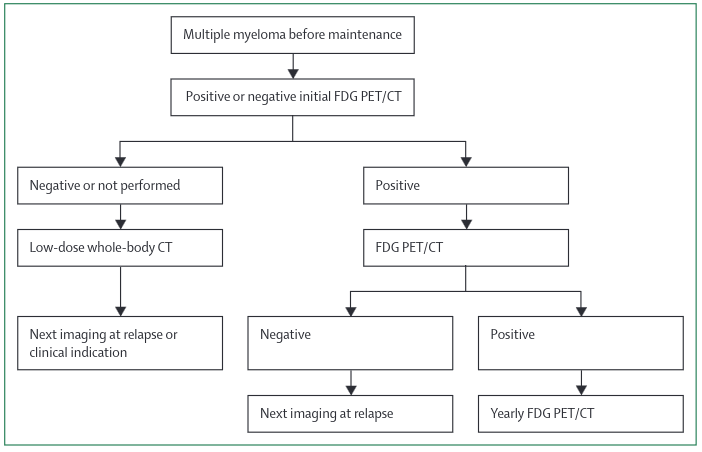 Multiple myeloma before maintenance
Positive or negative initial FDG PET/CT
Negative or not performed
Positive
Low-dose whole-body CT
FDG PET/CT
Next imaging at relapse or
clinical indication
Negative
Positive
Next imaging at relapse
Yearly FDG PET/CT